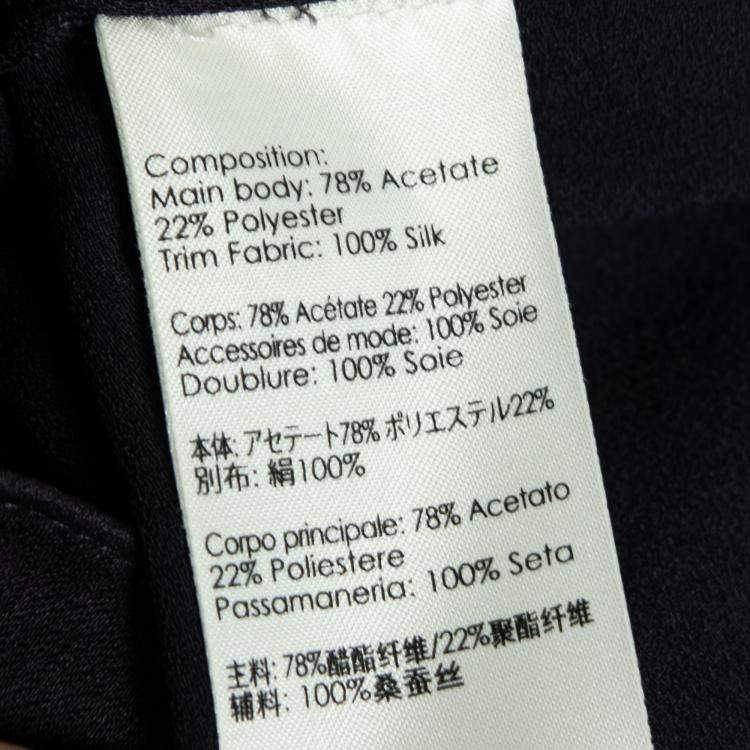 Composition:
Main body: 78% Acetate
22% Polyester
Trim Fabric: 100% Silk
Corps: 78% Acétate 22% Polyester
Accessoires de mode: 100% Soie
Doublure: 100% Soie
本体: アセテート78% ポリエステル22%
別布: 絹100%
Corpo principale: 78% Acetato
22% Poliestere
Passamaneria: 100% Seta
主料: 78%醋酯纤维/22%聚酯纤维
辅料: 100%桑蚕丝